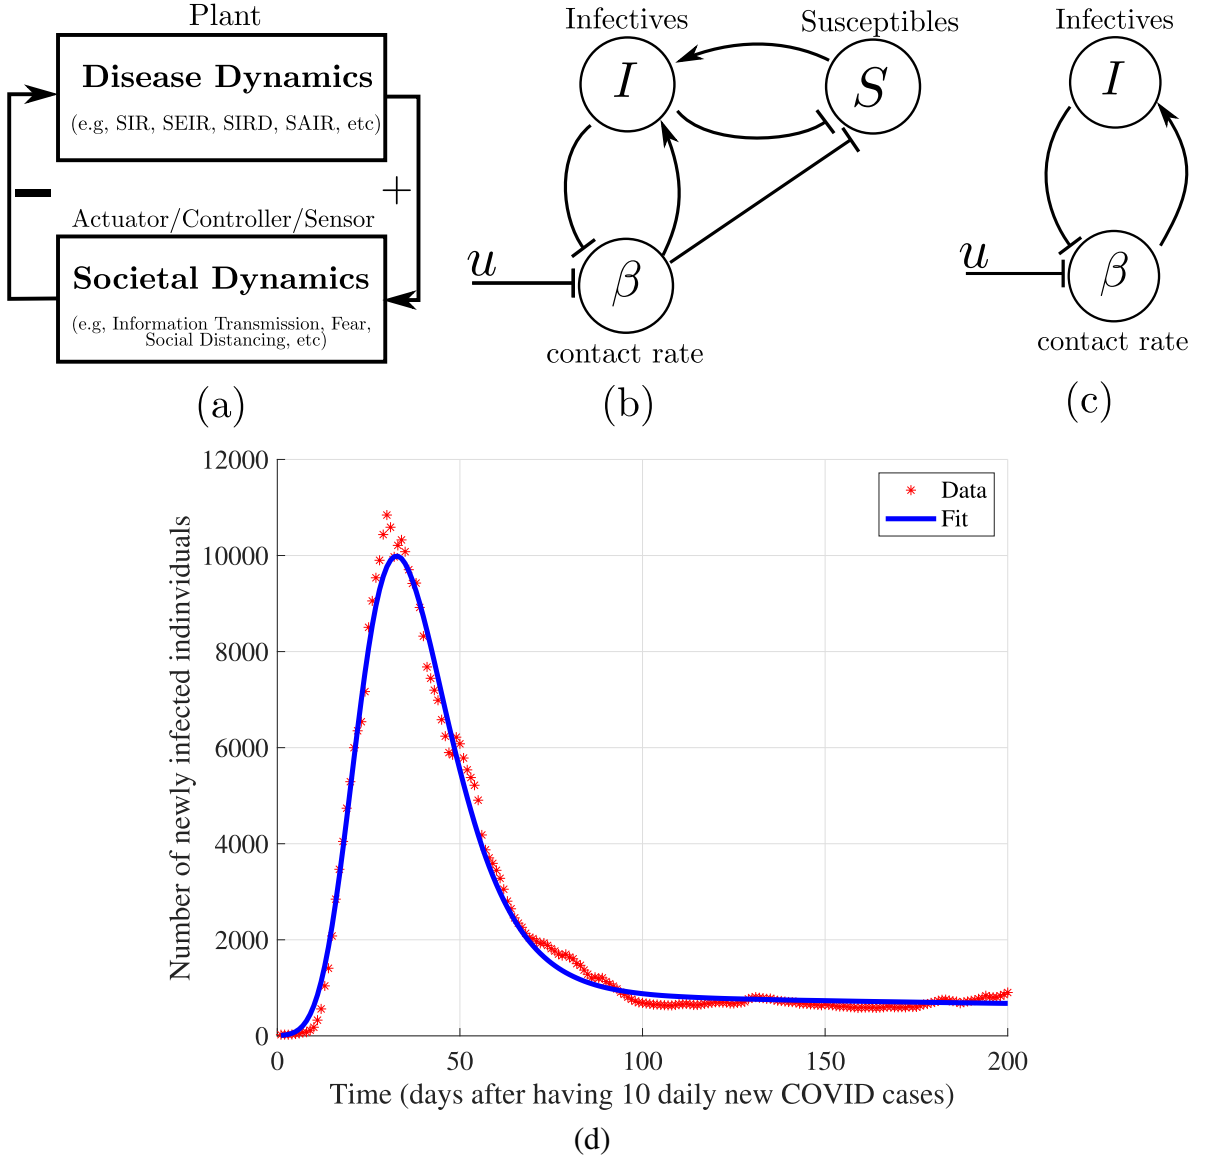 Plant
Disease Dynamics
(e.g, SIR, SEIR, SIRD, SAIR, etc)
−
+
Actuator/Controller/Sensor
Societal Dynamics
(e.g, Information Transmission, Fear,
Social Distancing, etc)
(a)
Infectives
Susceptibles
I
S
u
β
contact rate
(b)
Infectives
I
u
β
contact rate
(c)
12000
10000
8000
6000
4000
2000
0
Number of newly infected indinviduals
Data
Fit
0 50 100 150 200
Time (days after having 10 daily new COVID cases)
(d)